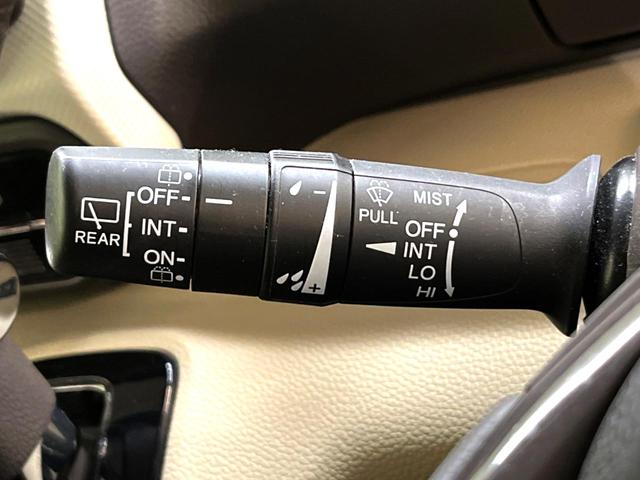 REAR
OFF
INT
ON
-
+
PULL
MIST
OFF
INT
LO
HI